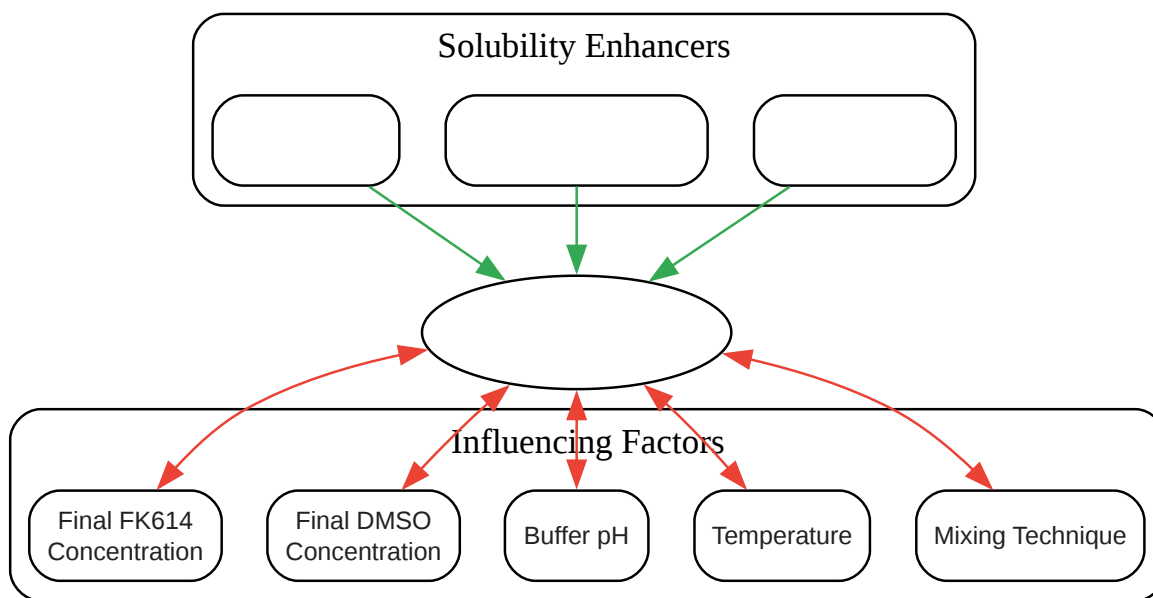 Solubility Enhancers
Influencing Factors
Final FK614
Concentration
Final DMSO
Concentration
Buffer pH
Temperature
Mixing Technique